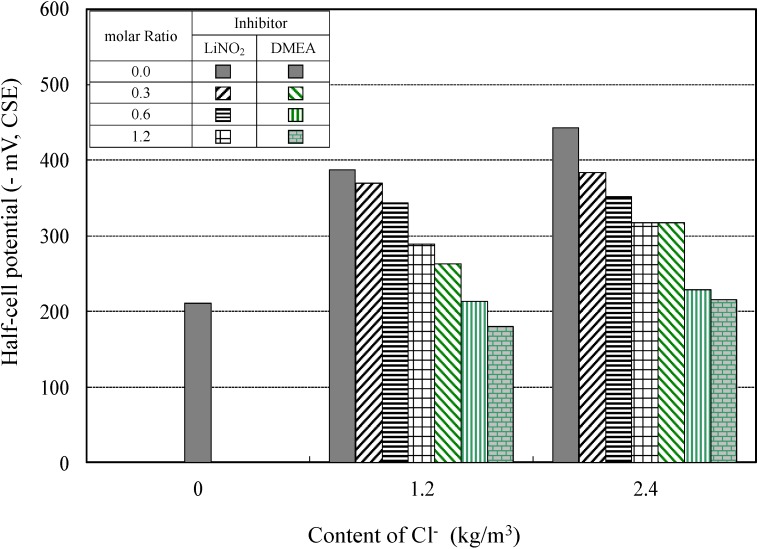 Half-cell potential (- mV, CSE)
600
500
400
300
200
100
0
molar Ratio
Inhibitor
LiNO₂ DMEA
0.0
0.3
0.6
1.2
0 1.2 2.4
Content of Cl⁻ (kg/m³)